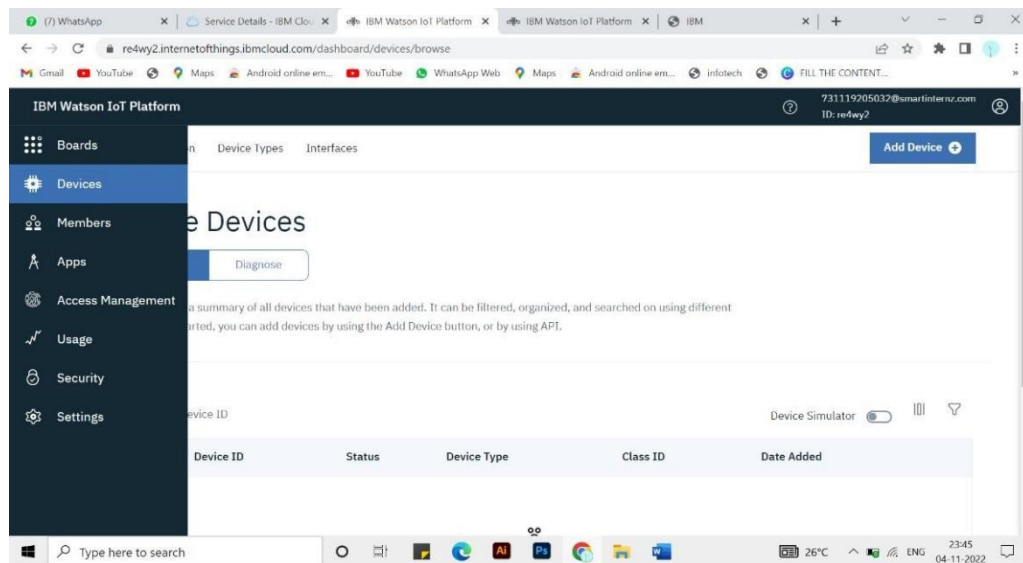 (7) WhatsApp
Service Details - IBM Clou
IBM Watson IoT Platform
IBM Watson IoT Platform
IBM
re4wy2.internetofthings.ibmcloud.com/dashboard/devices/browse
Gmail YouTube Maps Android online em... YouTube WhatsApp Web Maps Android online em... infotech FILL THE CONTENT... »
IBM Watson IoT Platform
731119205032@smartinternz.com
ID: re4wy2
Boards
n Device Types Interfaces
Add Device
Devices
Members
e Devices
Apps
Diagnose
Access Management
a summary of all devices that have been added. It can be filtered, organized, and searched on using different
arted, you can add devices by using the Add Device button, or by using API.
Usage
Security
Settings
evice ID
Device Simulator
Device ID Status Device Type Class ID Date Added
Type here to search
Ai Ps
26°C ENG
23:45
04-11-2022